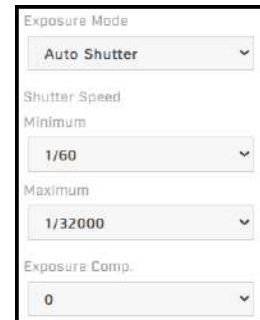 Exposure Mode
Auto Shutter
Shutter Speed
Minimum
1/60
Maximum
1/32000
Exposure Comp.
0